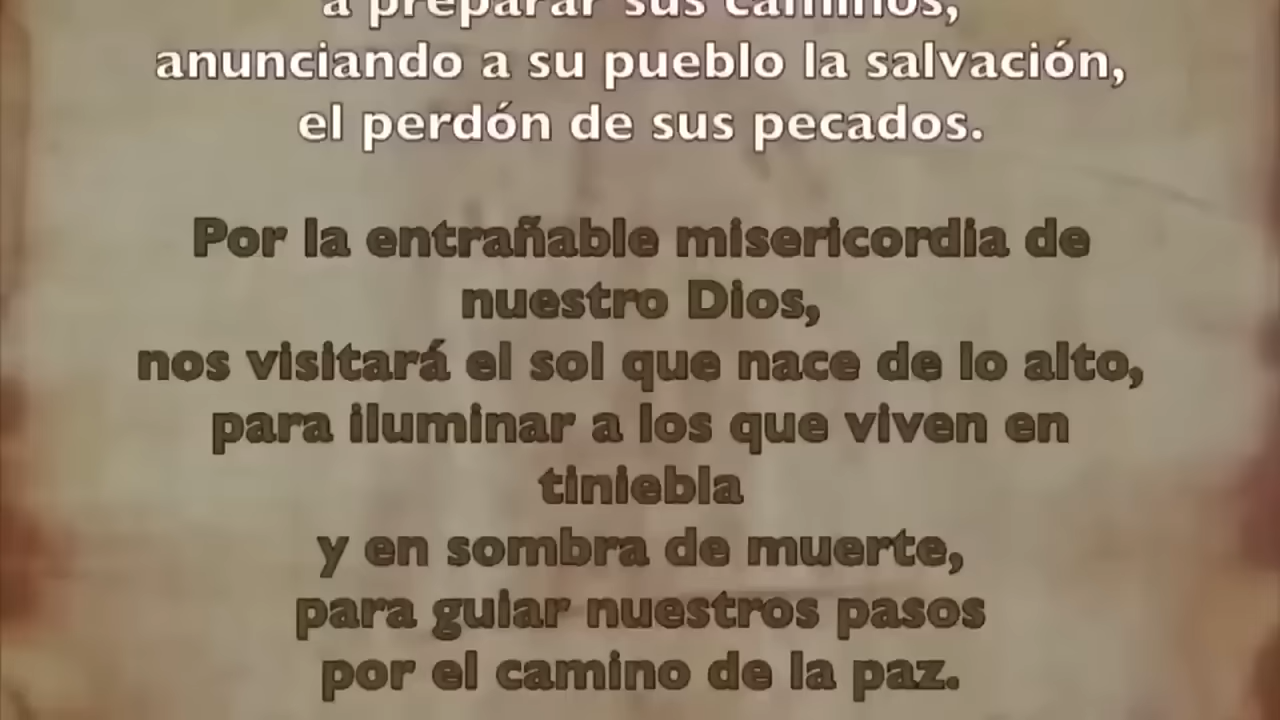 a preparar sus caminos,
anunciando a su pueblo la salvación,
el perdón de sus pecados.
Por la entrañable misericordia de
nuestro Dios,
nos visitará el sol que nace de lo alto,
para iluminar a los que viven en
tiniebla
y en sombra de muerte,
para guiar nuestros pasos
por el camino de la paz.